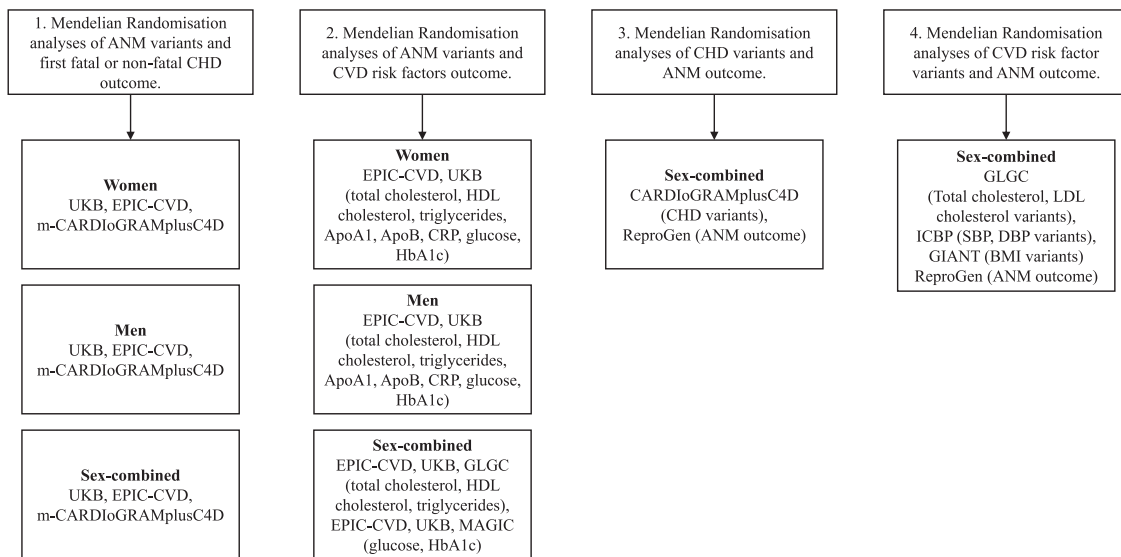 1. Mendelian Randomisation
analyses of ANM variants and
first fatal or non-fatal CHD
outcome.
Women
UKB, EPIC-CVD,
m-CARDIoGRAMplusC4D
Men
UKB, EPIC-CVD,
m-CARDIoGRAMplusC4D
Sex-combined
UKB, EPIC-CVD,
m-CARDIoGRAMplusC4D
2. Mendelian Randomisation
analyses of ANM variants and
CVD risk factors outcome.
Women
EPIC-CVD, UKB
(total cholesterol, HDL
cholesterol, triglycerides,
ApoA1, ApoB, CRP, glucose,
HbA1c)
Men
EPIC-CVD, UKB
(total cholesterol, HDL
cholesterol, triglycerides,
ApoA1, ApoB, CRP, glucose,
HbA1c)
Sex-combined
EPIC-CVD, UKB, GLGC
(total cholesterol, HDL
cholesterol, triglycerides),
EPIC-CVD, UKB, MAGIC
(glucose, HbA1c)
3. Mendelian Randomisation
analyses of CHD variants and
ANM outcome.
Sex-combined
CARDIoGRAMplusC4D
(CHD variants),
ReproGen (ANM outcome)
4. Mendelian Randomisation
analyses of CVD risk factor
variants and ANM outcome.
Sex-combined
GLGC
(Total cholesterol, LDL
cholesterol variants),
ICBP (SBP, DBP variants),
GIANT (BMI variants)
ReproGen (ANM outcome)